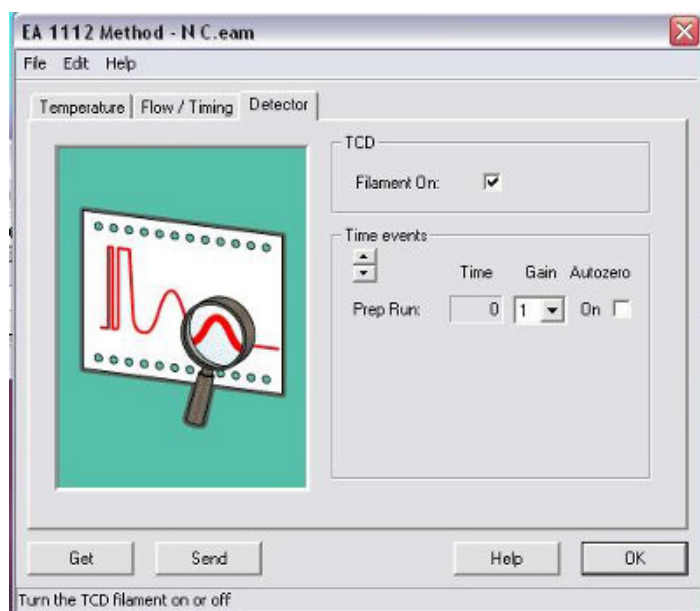 EA 1112 Method - N C.eam
File Edit Help
Temperature Flow / Timing Detector
TCD
Filament On:
Time events
Time Gain Autozero
Prep Run: 0 1 On
Get Send Help OK
Turn the TCD filament on or off